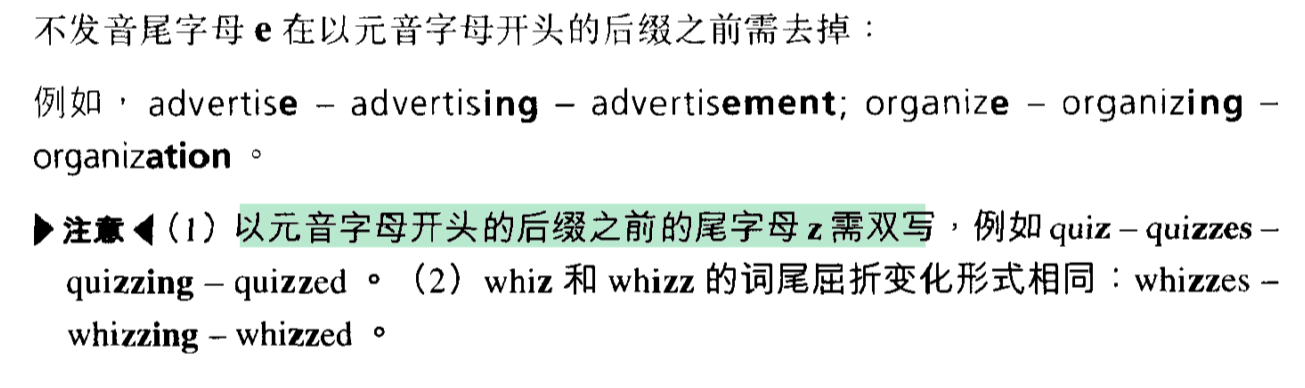 不发音尾字母 e 在以元音字母开头的后缀之前需去掉：
例如，advertise – advertising – advertisement; organize – organizing –
organization 。
▶注意◀（1）以元音字母开头的后缀之前的尾字母 z 需双写，例如 quiz – quizzes –
quizzing – quizzed 。（2）whiz 和 whizz 的词尾屈折变化形式相同：whizzes –
whizzing – whizzed 。